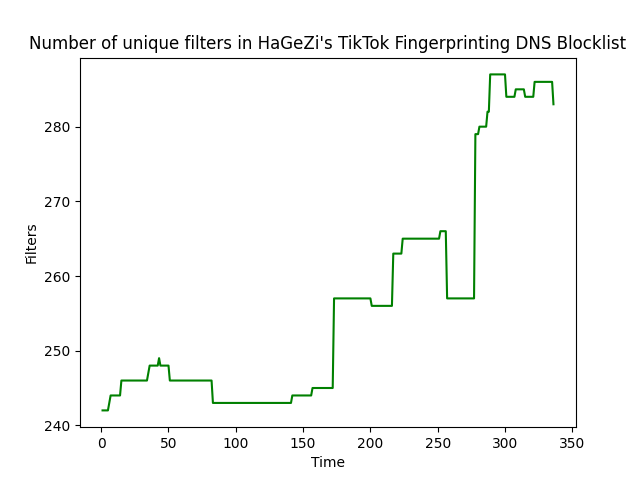 Number of unique filters in HaGeZi's TikTok Fingerprinting DNS Blocklist
280
270
260
250
240
Filters
0 50 100 150 200 250 300 350
Time